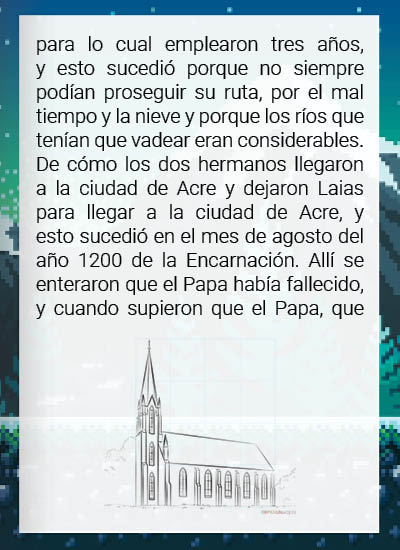 para lo cual emplearon tres años,
y esto sucedió porque no siempre
podían proseguir su ruta, por el mal
tiempo y la nieve y porque los ríos que
tenían que vadear eran considerables.
De cómo los dos hermanos llegaron
a la ciudad de Acre y dejaron Laias
para llegar a la ciudad de Acre, y
esto sucedió en el mes de agosto del
año 1200 de la Encarnación. Allí se
enteraron que el Papa había fallecido,
y cuando supieron que el Papa, que